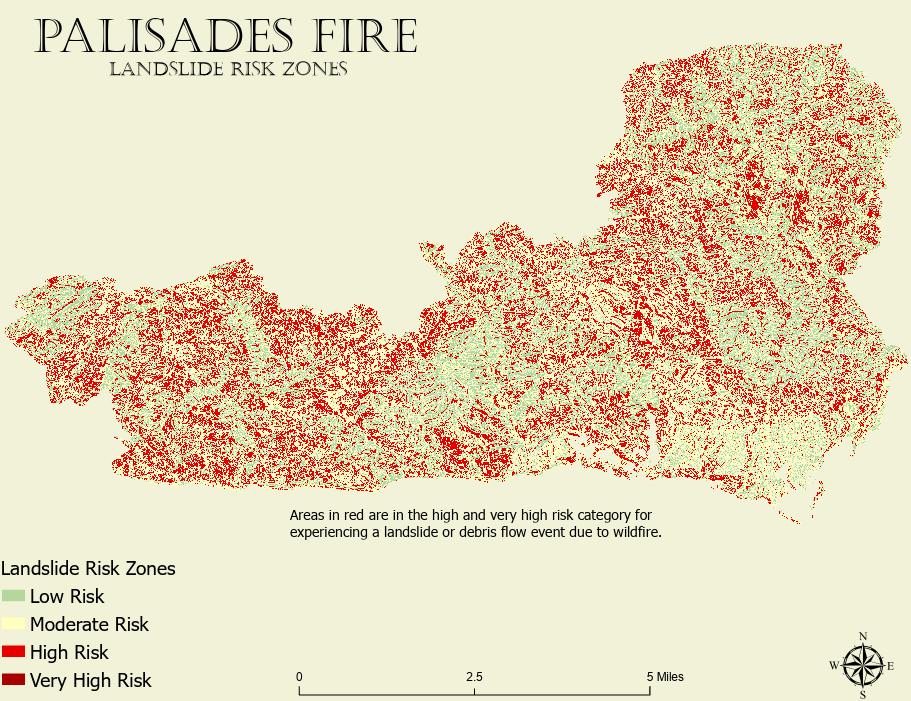 PALISADES FIRE
LANDSLIDE RISK ZONES
Areas in red are in the high and very high risk category for
experiencing a landslide or debris flow event due to wildfire.
Landslide Risk Zones
Low Risk
Moderate Risk
High Risk
Very High Risk
0 2.5 5 Miles
N
W E
S